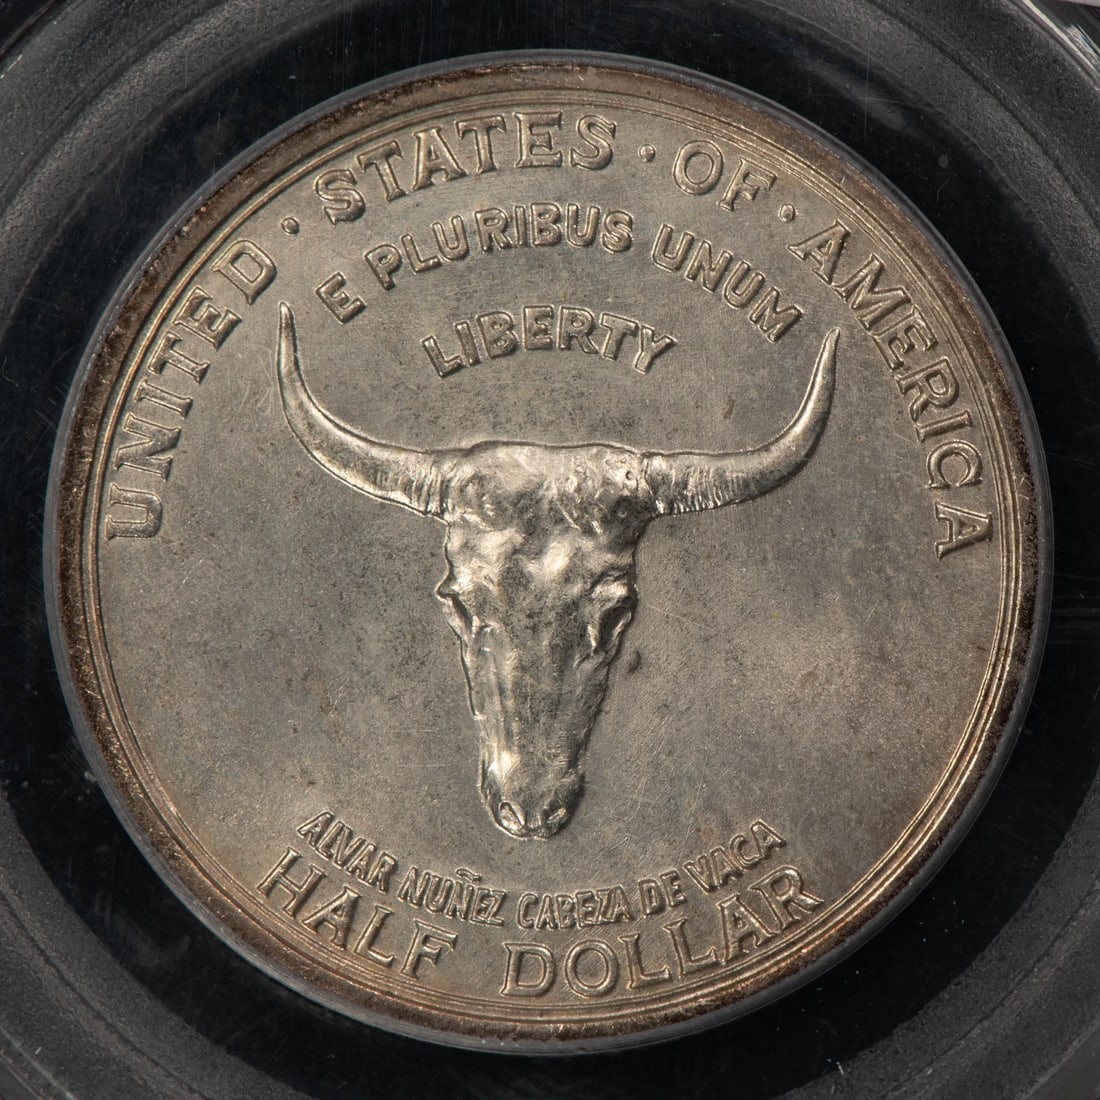 UNITED · STATES · OF · AMERICA
E PLURIBUS UNUM
LIBERTY
ALVAR NUÑEZ CABEZA DE VACA
HALF DOLLAR